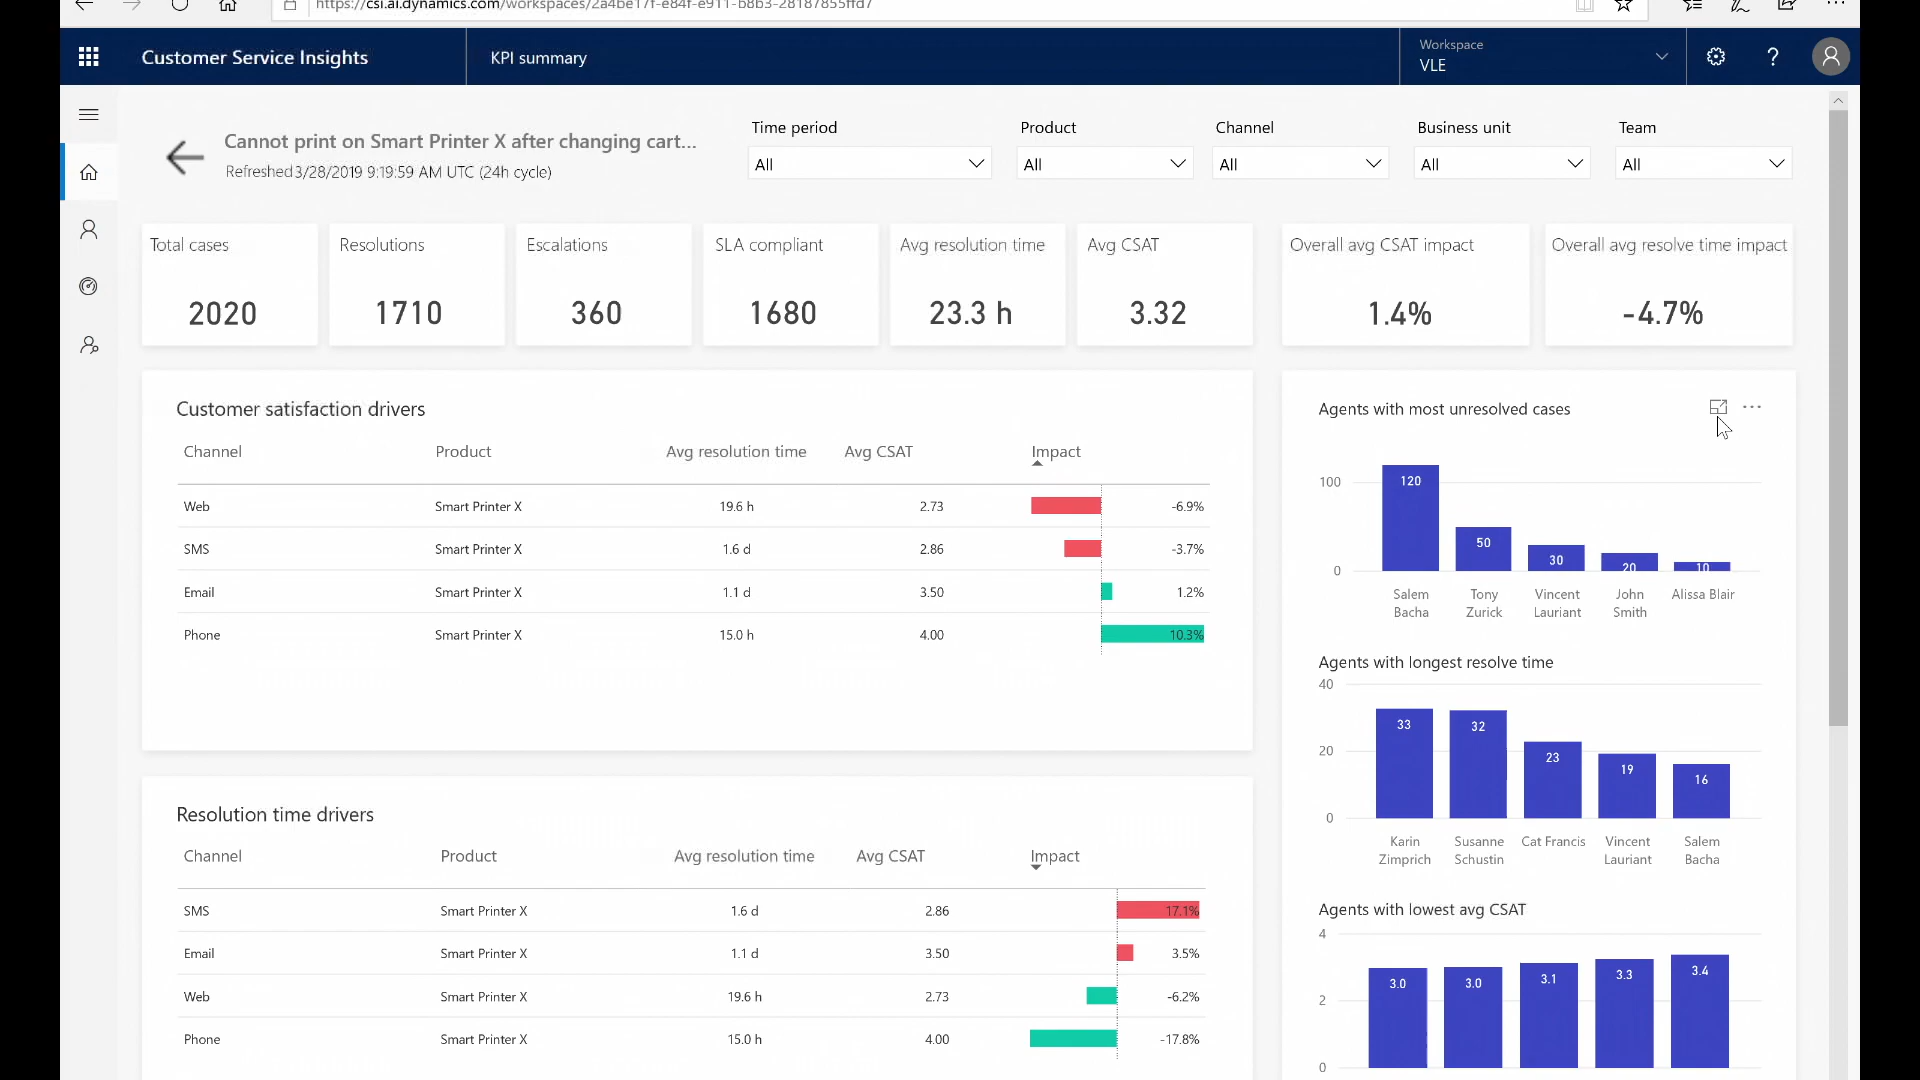 https://csi.ai.dynamics.com/workspaces/2a4be17f-e84f-e911-b8b3-28187855ffd7
Customer Service Insights
KPI summary
Workspace
VLE
?
Cannot print on Smart Printer X after changing cart...
Refreshed 3/28/2019 9:19:59 AM UTC (24h cycle)
Time period
Product
Channel
Business unit
Team
All
All
All
All
All
Total cases
2020
Resolutions
1710
Escalations
360
SLA compliant
1680
Avg resolution time
23.3 h
Avg CSAT
3.32
Overall avg CSAT impact
1.4%
Overall avg resolve time impact
-4.7%
Customer satisfaction drivers
Channel Product Avg resolution time Avg CSAT Impact
Web Smart Printer X 19.6 h 2.73 -6.9%
SMS Smart Printer X 1.6 d 2.86 -3.7%
Email Smart Printer X 1.1 d 3.50 1.2%
Phone Smart Printer X 15.0 h 4.00 10.3%
Resolution time drivers
Channel Product Avg resolution time Avg CSAT Impact
SMS Smart Printer X 1.6 d 2.86 17.1%
Email Smart Printer X 1.1 d 3.50 3.5%
Web Smart Printer X 19.6 h 2.73 -6.2%
Phone Smart Printer X 15.0 h 4.00 -17.8%
Agents with most unresolved cases
100
0
120 50 30 20 10
Salem Bacha
Tony Zurick
Vincent Lauriant
John Smith
Alissa Blair
Agents with longest resolve time
40
20
0
33 32 23 19 16
Karin Zimprich
Susanne Schustin
Cat Francis
Vincent Lauriant
Salem Bacha
Agents with lowest avg CSAT
4
2
0
3.0 3.0 3.1 3.3 3.4